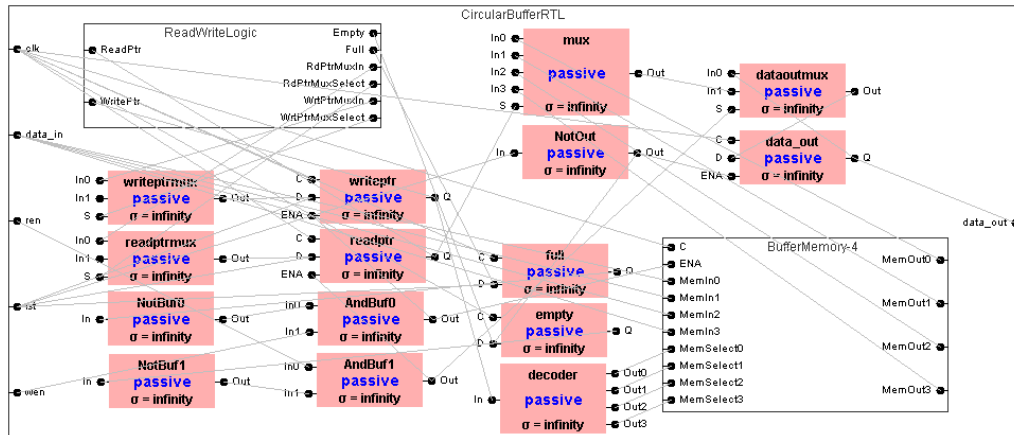 CircularBufferRTL
clk
data_in
ren
rst
wen
data_out
ReadWriteLogic
ReadPtr
WritePtr
Empty
Full
RdPtrMuxIn
RdPtrMuxSelect
WrtPtrMuxIn
WrtPtrMuxSelect
In0
In1
In2
In3
S
mux
passive
σ = infinity
Out
In0
In1
S
dataoutmux
passive
σ = infinity
Out
In
NotOut
passive
σ = infinity
Out
C
D
ENA
data_out
passive
σ = infinity
Q
In0
In1
S
writeptrmux
passive
σ = infinity
Out
C
D
ENA
writeptr
passive
σ = infinity
Q
In0
In1
S
readptrmux
passive
σ = infinity
Out
C
D
ENA
readptr
passive
σ = infinity
Q
C
D
full
passive
σ = infinity
Q
In
NotBuf0
passive
σ = infinity
Out
In0
In1
AndBuf0
passive
σ = infinity
Out
C
D
empty
passive
σ = infinity
Q
In
NotBuf1
passive
σ = infinity
Out
In0
In1
AndBuf1
passive
σ = infinity
Out
In
decoder
passive
σ = infinity
Out0
Out1
Out2
Out3
BufferMemory-4
C
ENA
MemIn0
MemIn1
MemIn2
MemIn3
MemSelect0
MemSelect1
MemSelect2
MemSelect3
MemOut0
MemOut1
MemOut2
MemOut3